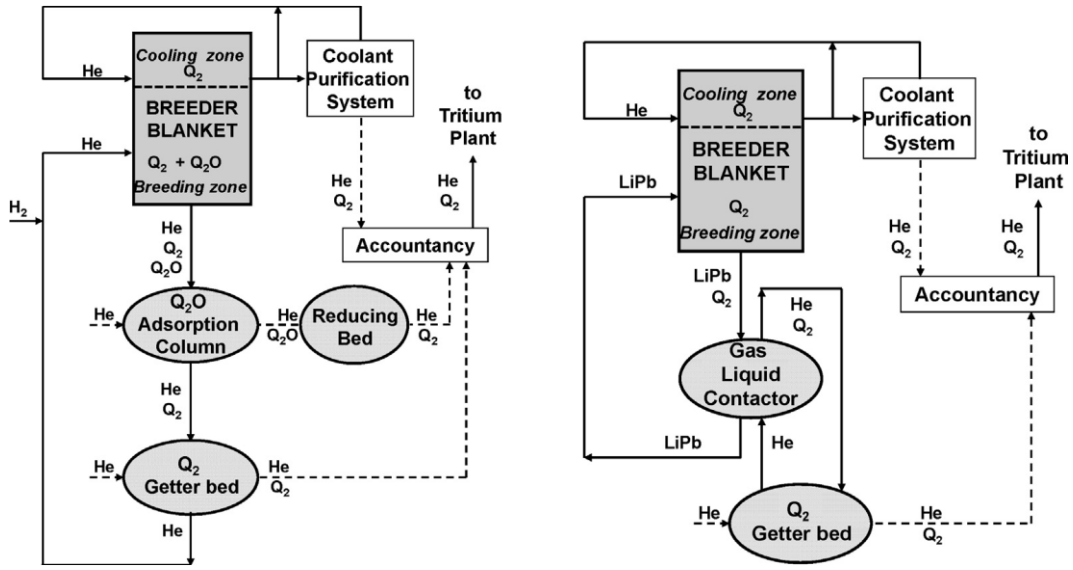 Cooling zone
Q₂
BREEDER
BLANKET
Q₂ + Q₂O
Breeding zone
He
He
H₂
Coolant
Purification
System
to
Tritium
Plant
He
Q₂
He
Q₂
Accountancy
He
Q₂
Q₂O
He
Q₂O
Adsorption
Column
He
Q₂O
Reducing
Bed
He
Q₂
He
Q₂
He
Q₂
Getter bed
He
Q₂
He
Cooling zone
Q₂
BREEDER
BLANKET
Q₂
Breeding zone
He
LiPb
Coolant
Purification
System
to
Tritium
Plant
He
Q₂
He
Q₂
Accountancy
LiPb
Q₂
He
Q₂
Gas
Liquid
Contactor
LiPb
He
He
Q₂
Getter bed
He
Q₂